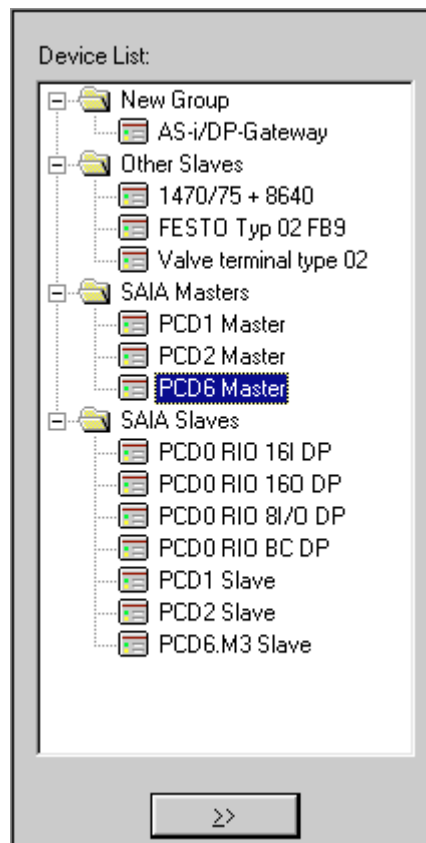 Device List:
New Group
AS-i/DP-Gateway
Other Slaves
1470/75 + 8640
FESTO Typ 02 FB9
Valve terminal type 02
SAIA Masters
PCD1 Master
PCD2 Master
PCD6 Master
SAIA Slaves
PCD0 RIO 16I DP
PCD0 RIO 16O DP
PCD0 RIO 8I/O DP
PCD0 RIO BC DP
PCD1 Slave
PCD2 Slave
PCD6.M3 Slave
>>